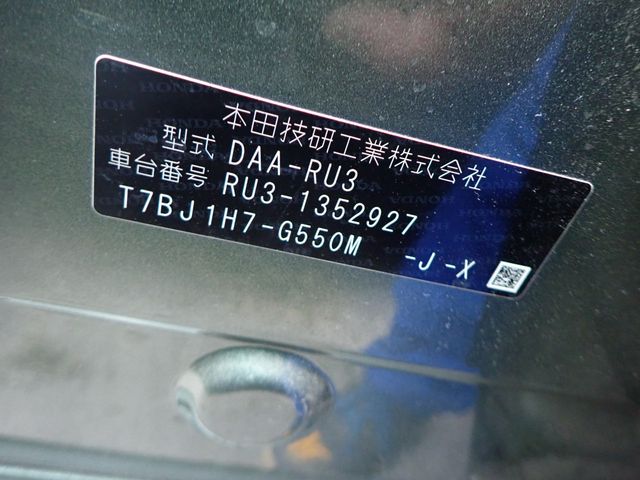 本田技研工業株式会社
型式 DAA-RU3
車台番号 RU3-1352927
T7BJ1H7-G550M -J -X